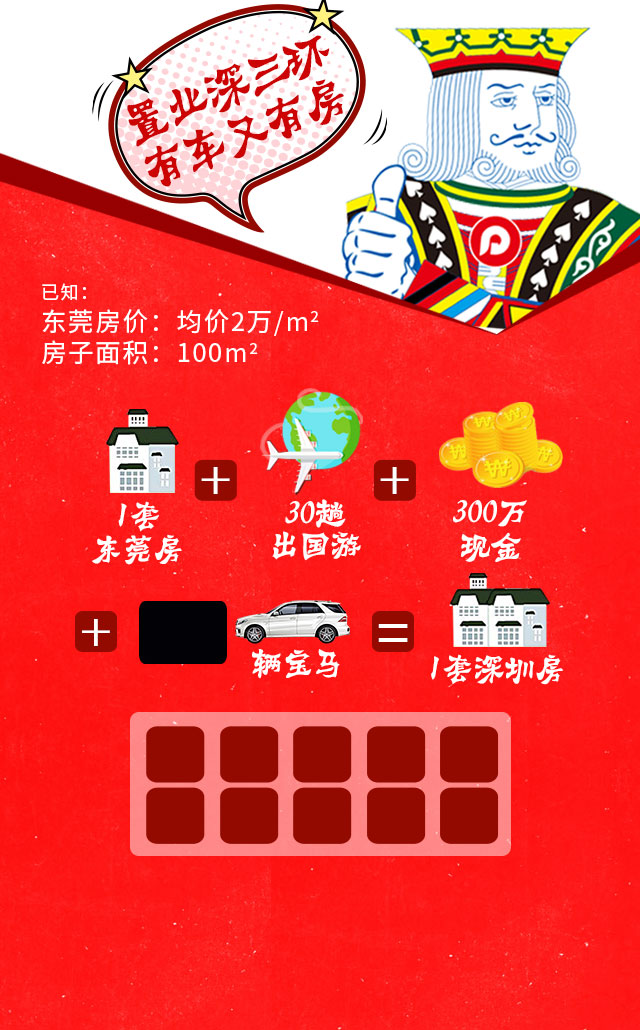 置业深三环
有车又有房
已知：
东莞房价：均价2万/m²
房子面积：100m²
1套
东莞房
+
30趟
出国游
+
300万
现金
+
辆宝马
=
1套深圳房